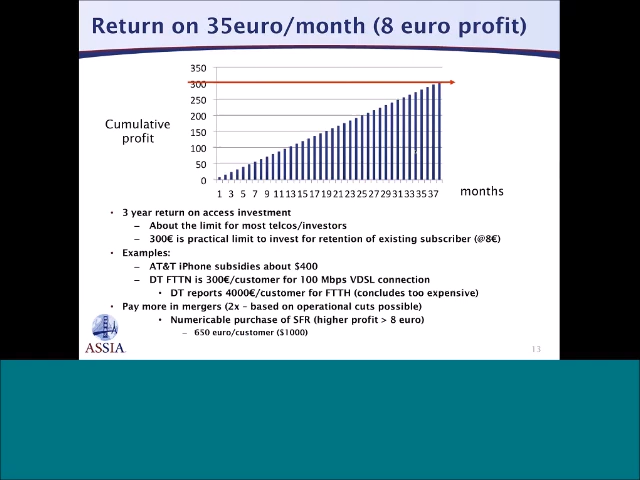 Return on 35euro/month (8 euro profit)
350
300
250
200
150
100
50
0
Cumulative
profit
1 3 5 7 9 11 13 15 17 19 21 23 25 27 29 31 33 35 37
months
• 3 year return on access investment
– About the limit for most telcos/investors
– 300€ is practical limit to invest for retention of existing subscriber (@8€)
• Examples:
– AT&T iPhone subsidies about $400
– DT FTTN is 300€/customer for 100 Mbps VDSL connection
• DT reports 4000€/customer for FTTH (concludes too expensive)
• Pay more in mergers (2x – based on operational cuts possible)
• Numericable purchase of SFR (higher profit > 8 euro)
– 650 euro/customer ($1000)
ASSIA
13